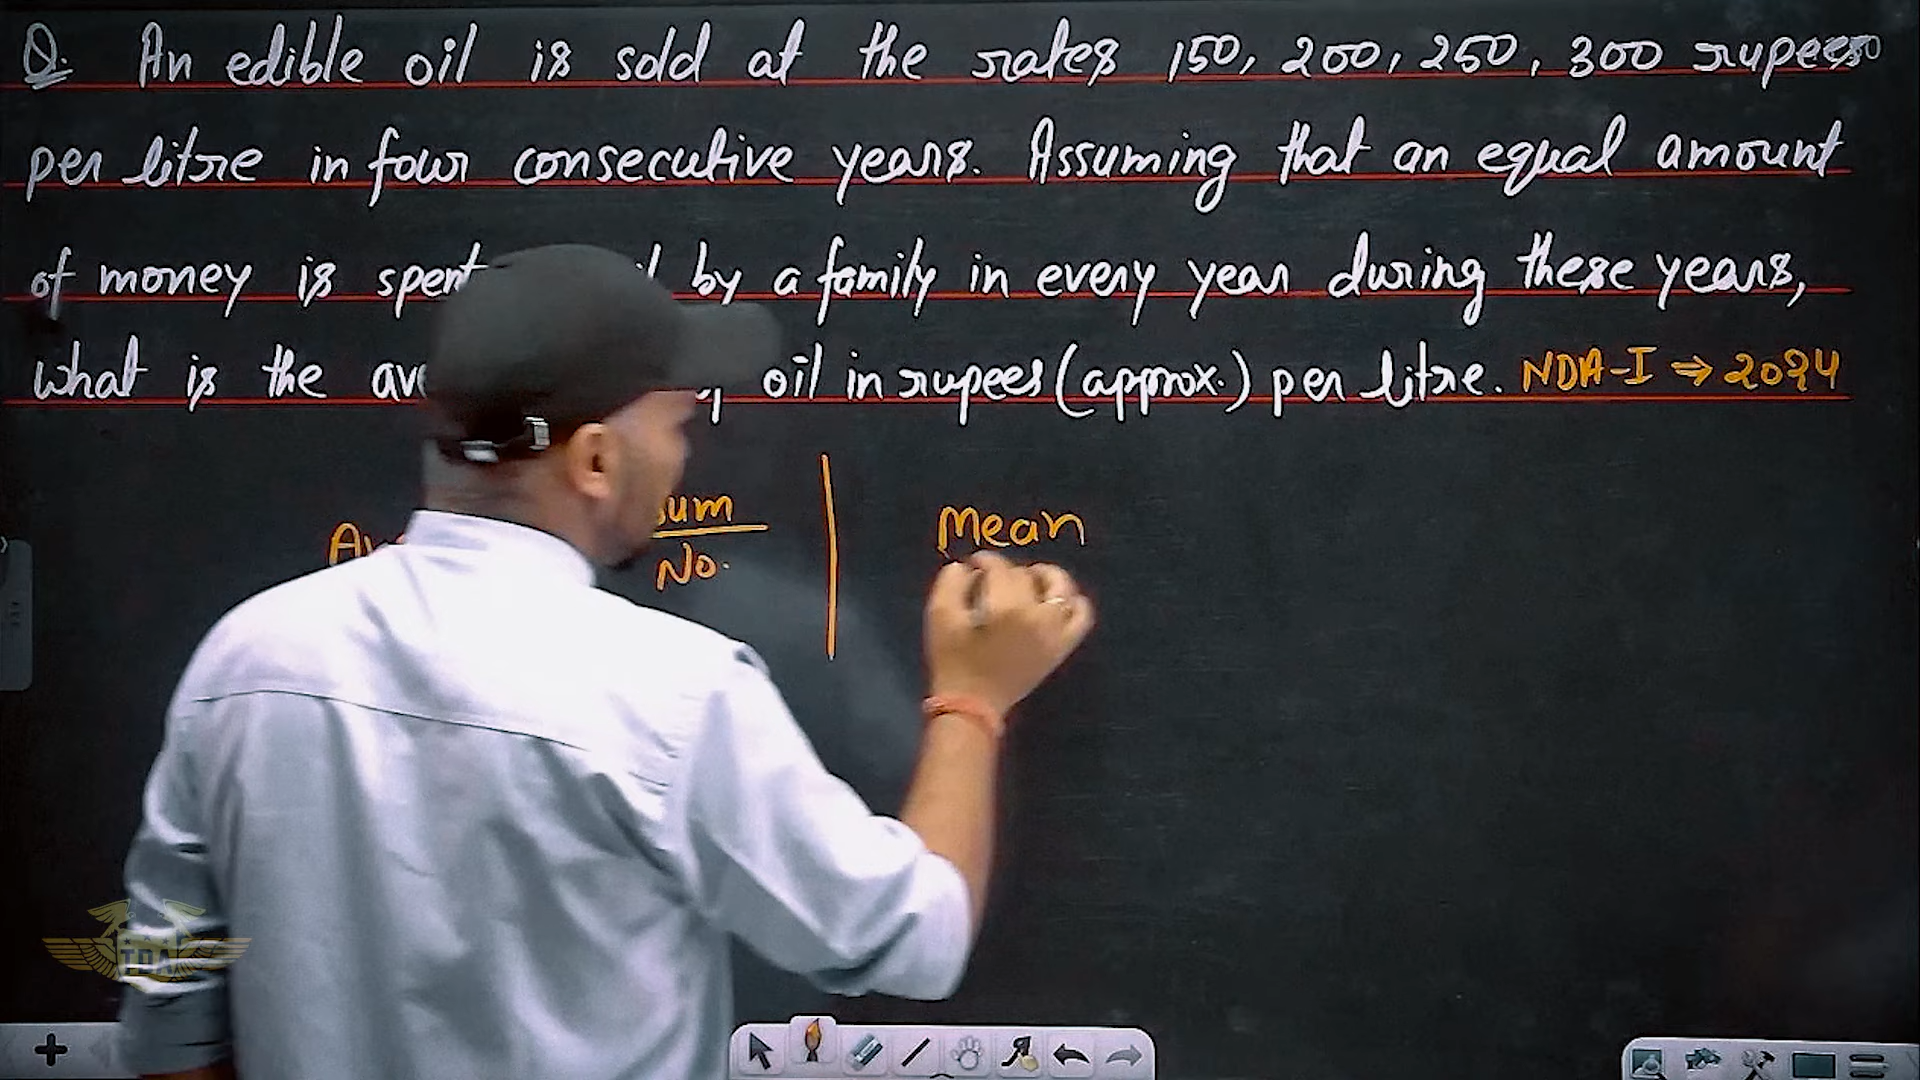 Q. An edible oil is sold at the rates 150, 200, 250, 300 rupees
per litre in four consecutive years. Assuming that an equal amount
of money is spent by a family in every year during these years,
what is the oil in rupees (approx.) per litre. NDA-I ⇒ 2024
Mean
No.
TDA